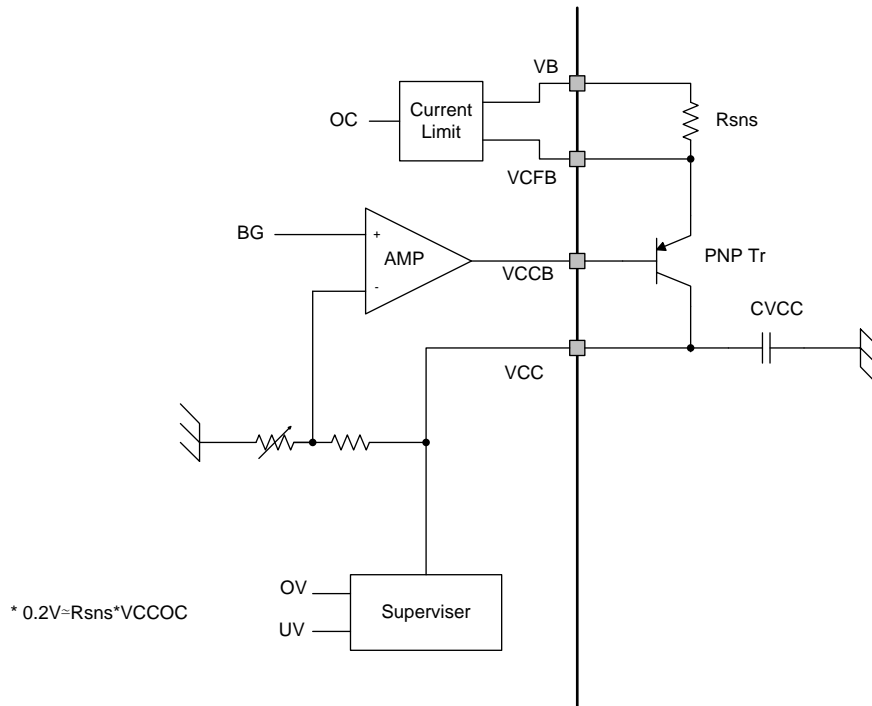 VB
OC
Current
Limit
Rsns
VCFB
BG
+
AMP
-
VCCB
PNP Tr
CVCC
VCC
OV
UV
Superviser
* 0.2V≃Rsns*VCCOC